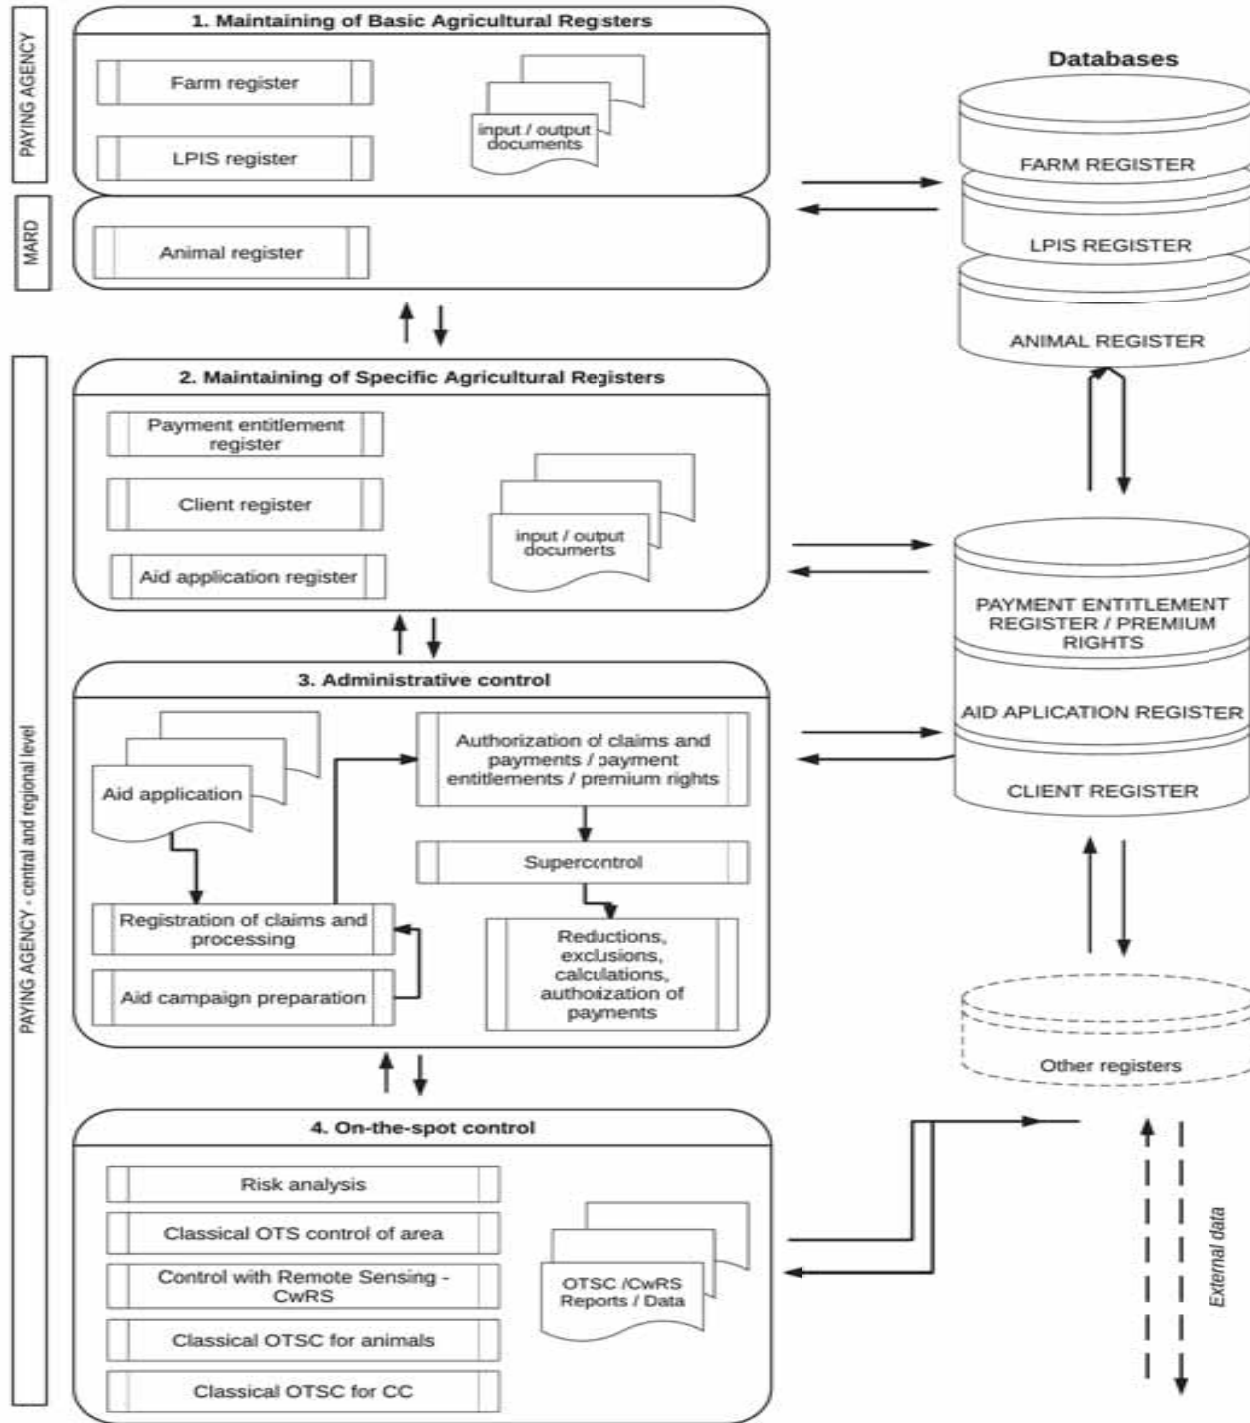 PAYING AGENCY
1. Maintaining of Basic Agricultural Registers
Farm register
LPIS register
input / output
documents
MARD
Animal register
Databases
FARM REGISTER
LPIS REGISTER
ANIMAL REGISTER
PAYING AGENCY - central and regional level
2. Maintaining of Specific Agricultural Registers
Payment entitlement
register
Client register
Aid application register
input / output
documents
PAYMENT ENTITLEMENT
REGISTER / PREMIUM
RIGHTS
AID APLICATION REGISTER
CLIENT REGISTER
3. Administrative control
Aid application
Registration of claims and
processing
Aid campaign preparation
Authorization of claims and
payments / payment
entitlements / premium rights
Supercontrol
Reductions,
exclusions,
calculations,
authorization of
payments
Other registers
4. On-the-spot control
Risk analysis
Classical OTS control of area
Control with Remote Sensing -
CwRS
Classical OTSC for animals
Classical OTSC for CC
OTSC /CwRS
Reports / Data
External data